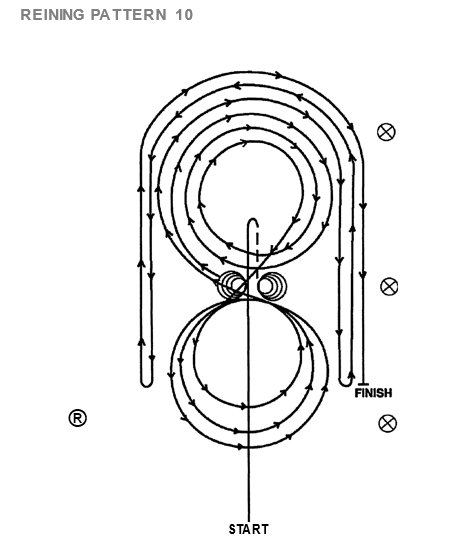 REINING PATTERN 10
FINISH
®
START